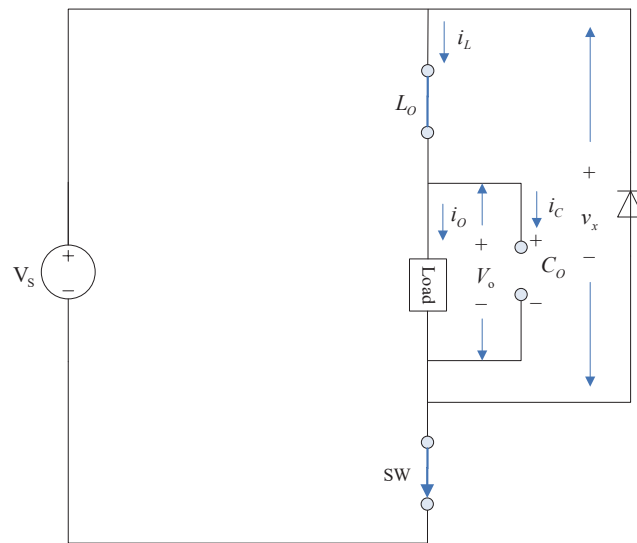 i_L
L_O
+
i_O
+
i_C
+
v_x
V_S
+
−
Load
V_o
−
C_O
−
−
SW